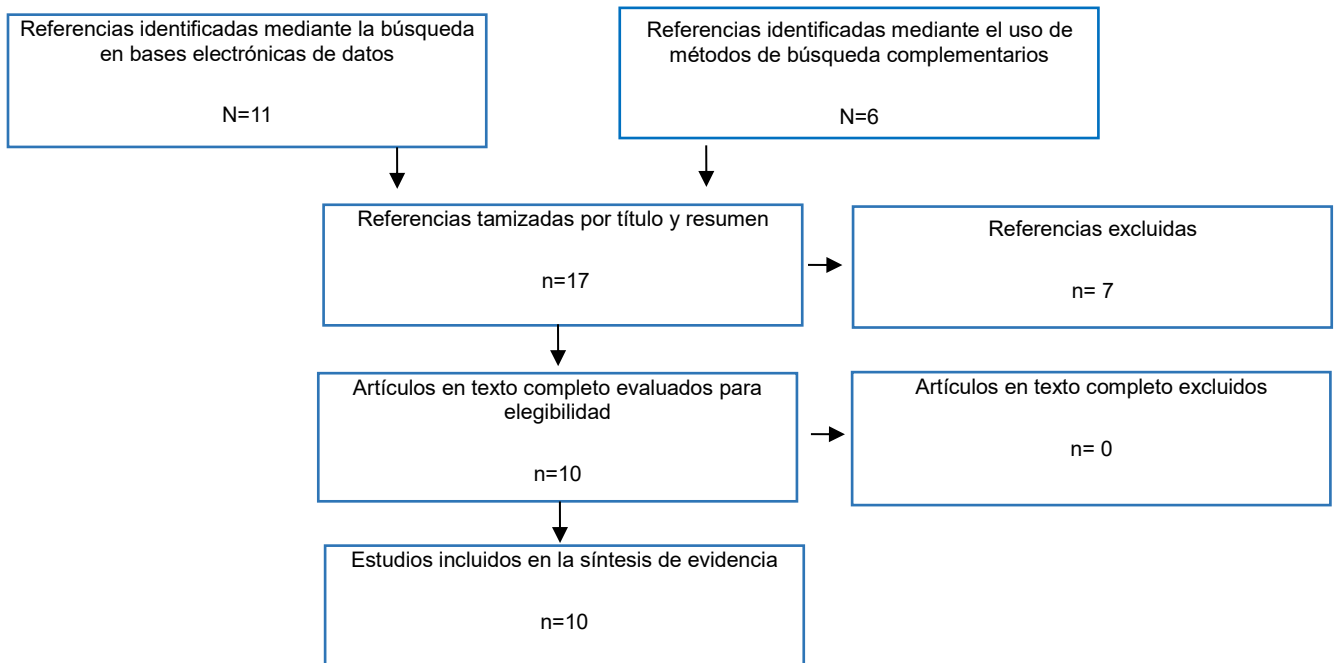 Referencias identificadas mediante la búsqueda
en bases electrónicas de datos
N=11
Referencias identificadas mediante el uso de
métodos de búsqueda complementarios
N=6
Referencias tamizadas por título y resumen
n=17
Referencias excluidas
n= 7
Artículos en texto completo evaluados para
elegibilidad
n=10
Artículos en texto completo excluidos
n= 0
Estudios incluidos en la síntesis de evidencia
n=10